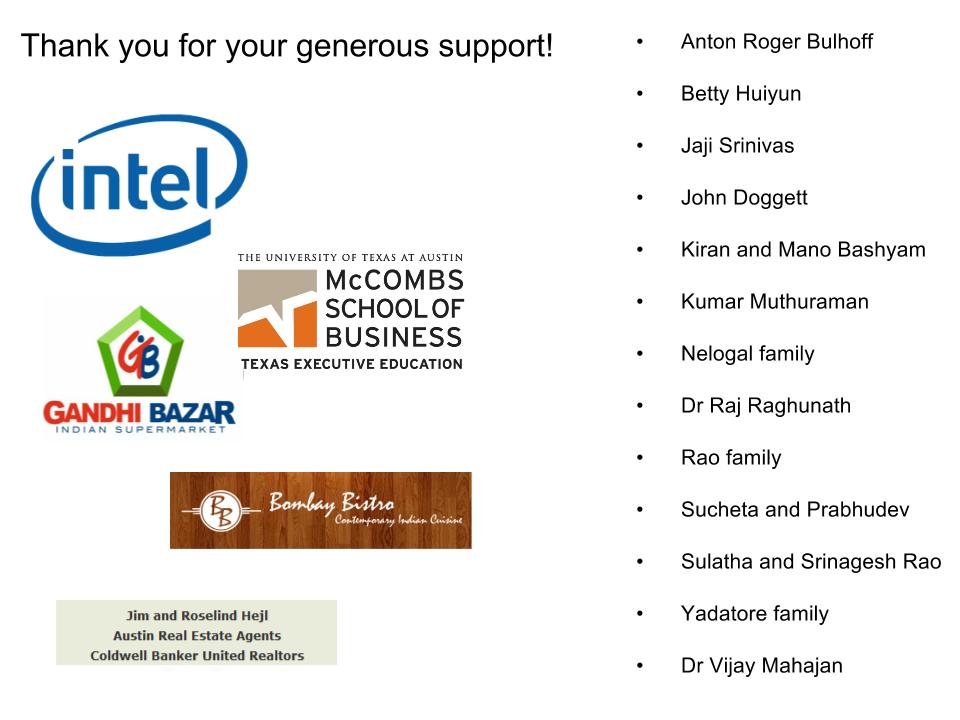 Thank you for your generous support!
intel
THE UNIVERSITY OF TEXAS AT AUSTIN
McCOMBS
SCHOOL OF
BUSINESS
TEXAS EXECUTIVE EDUCATION
GB
GANDHI BAZAR
INDIAN SUPERMARKET
BB
Bombay Bistro
Contemporary Indian Cuisine
Jim and Roselind Hejl
Austin Real Estate Agents
Coldwell Banker United Realtors
• Anton Roger Bulhoff
• Betty Huiyun
• Jaji Srinivas
• John Doggett
• Kiran and Mano Bashyam
• Kumar Muthuraman
• Nelogal family
• Dr Raj Raghunath
• Rao family
• Sucheta and Prabhudev
• Sulatha and Srinagesh Rao
• Yadatore family
• Dr Vijay Mahajan